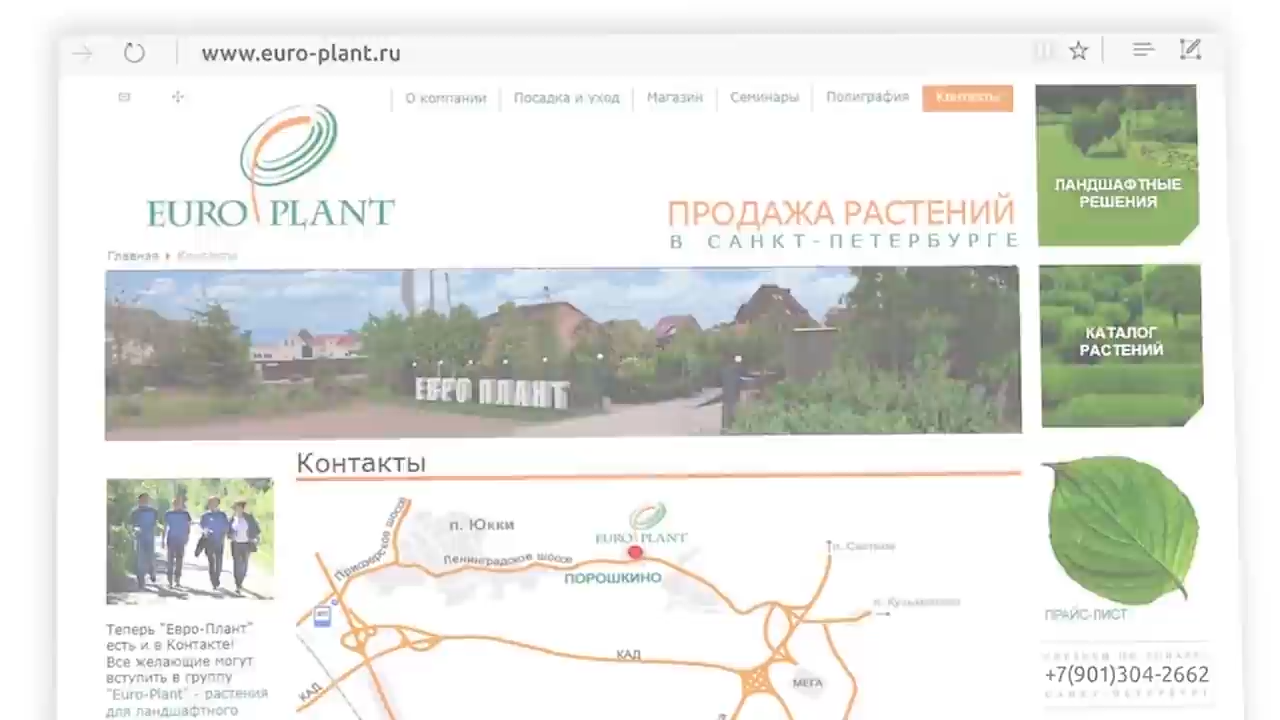 www.euro-plant.ru
О компании
Посадка и уход
Магазин
Семинары
Полиграфия
Контакты
EURO PLANT
ПРОДАЖА РАСТЕНИЙ
В САНКТ-ПЕТЕРБУРГЕ
Главная
Контакты
ЛАНДШАФТНЫЕ
РЕШЕНИЯ
КАТАЛОГ
РАСТЕНИЙ
ЕВРО ПЛАНТ
Контакты
Приозерское шоссе
п. Юкки
Ленинградское шоссе
EURO PLANT
ПОРОШКИНО
КАД
КАД
МЕГА
Теперь "Евро-Плант"
есть и в Контакте!
Все желающие могут
вступить в группу
"Euro-Plant" - растения
для ландшафтного
ПРАЙС-ЛИСТ
+7(901)304-2662